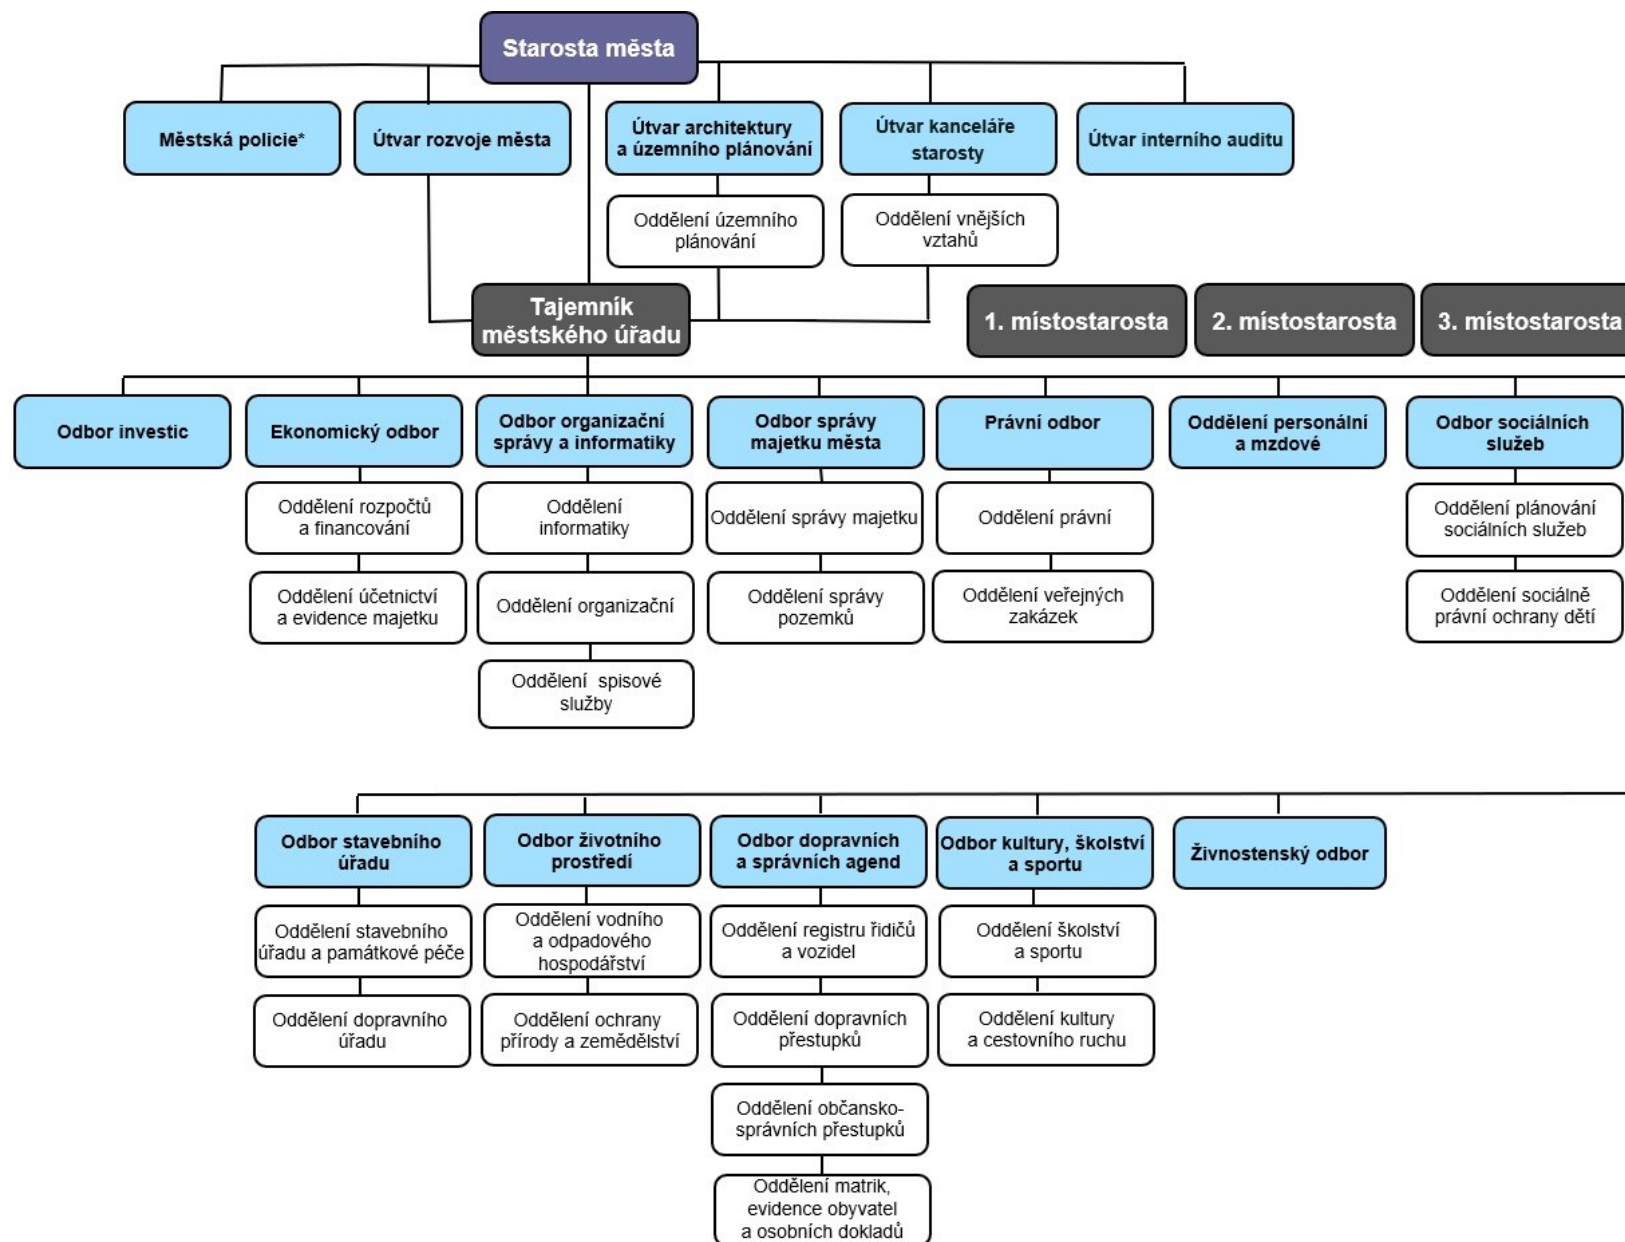 Starosta města
Městská policie*
Útvar rozvoje města
Útvar architektury
a územního plánování
Útvar kanceláře
starosty
Útvar interního auditu
Oddělení územního
plánování
Oddělení vnějších
vztahů
Tajemník
městského úřadu
1. místostarosta
2. místostarosta
3. místostarosta
Odbor investic
Ekonomický odbor
Odbor organizační
správy a informatiky
Odbor správy
majetku města
Právní odbor
Oddělení personální
a mzdové
Odbor sociálních
služeb
Oddělení rozpočtů
a financování
Oddělení
informatiky
Oddělení správy majetku
Oddělení právní
Oddělení plánování
sociálních služeb
Oddělení účetnictví
a evidence majetku
Oddělení organizační
Oddělení správy
pozemků
Oddělení veřejných
zakázek
Oddělení sociálně
právní ochrany dětí
Oddělení spisové
služby
Odbor stavebního
úřadu
Odbor životního
prostředí
Odbor dopravních
a správních agend
Odbor kultury, školství
a sportu
Živnostenský odbor
Oddělení stavebního
úřadu a památkové péče
Oddělení vodního
a odpadového
hospodářství
Oddělení registru řidičů
a vozidel
Oddělení školství
a sportu
Oddělení dopravního
úřadu
Oddělení ochrany
přírody a zemědělství
Oddělení dopravních
přestupků
Oddělení kultury
a cestovního ruchu
Oddělení občansko-
správních přestupků
Oddělení matrik,
evidence obyvatel
a osobních dokladů